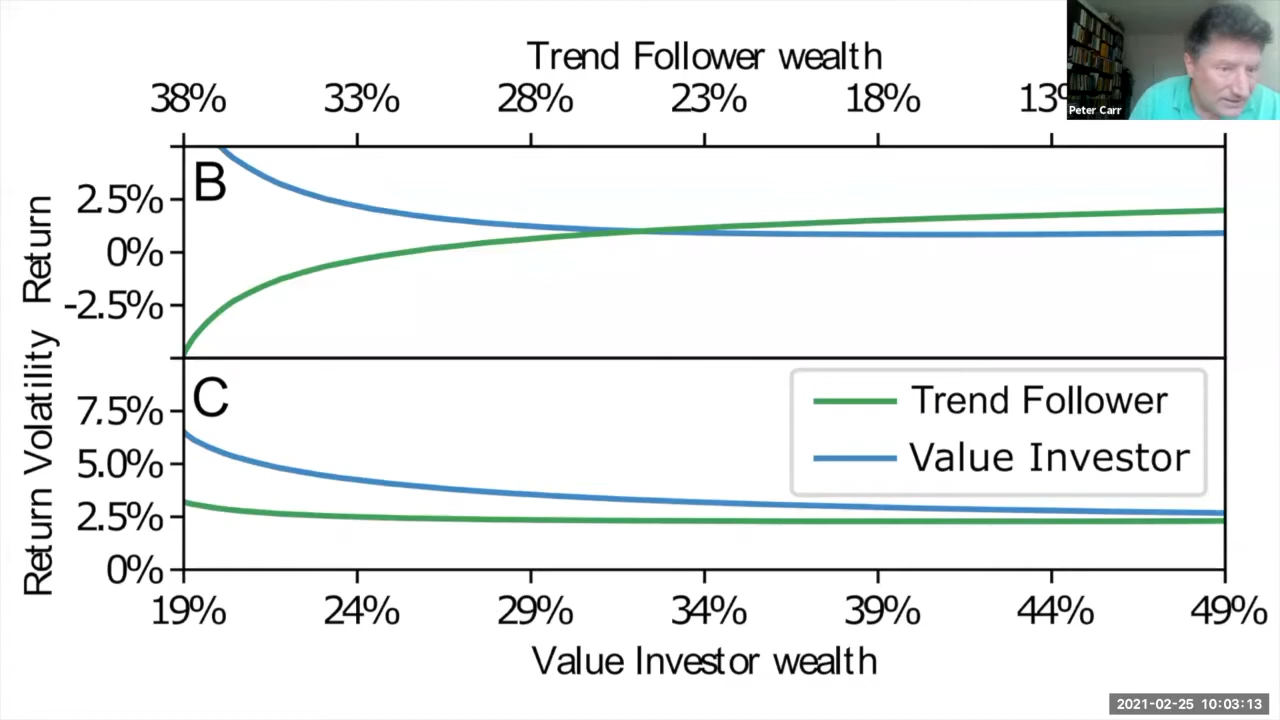 Trend Follower wealth
38% 33% 28% 23% 18% 13%
Peter Carr
B
2.5%
0%
-2.5%
Return
C
7.5%
5.0%
2.5%
0%
Return Volatility
Trend Follower
Value Investor
19% 24% 29% 34% 39% 44% 49%
Value Investor wealth
2021-02-25 10:03:13